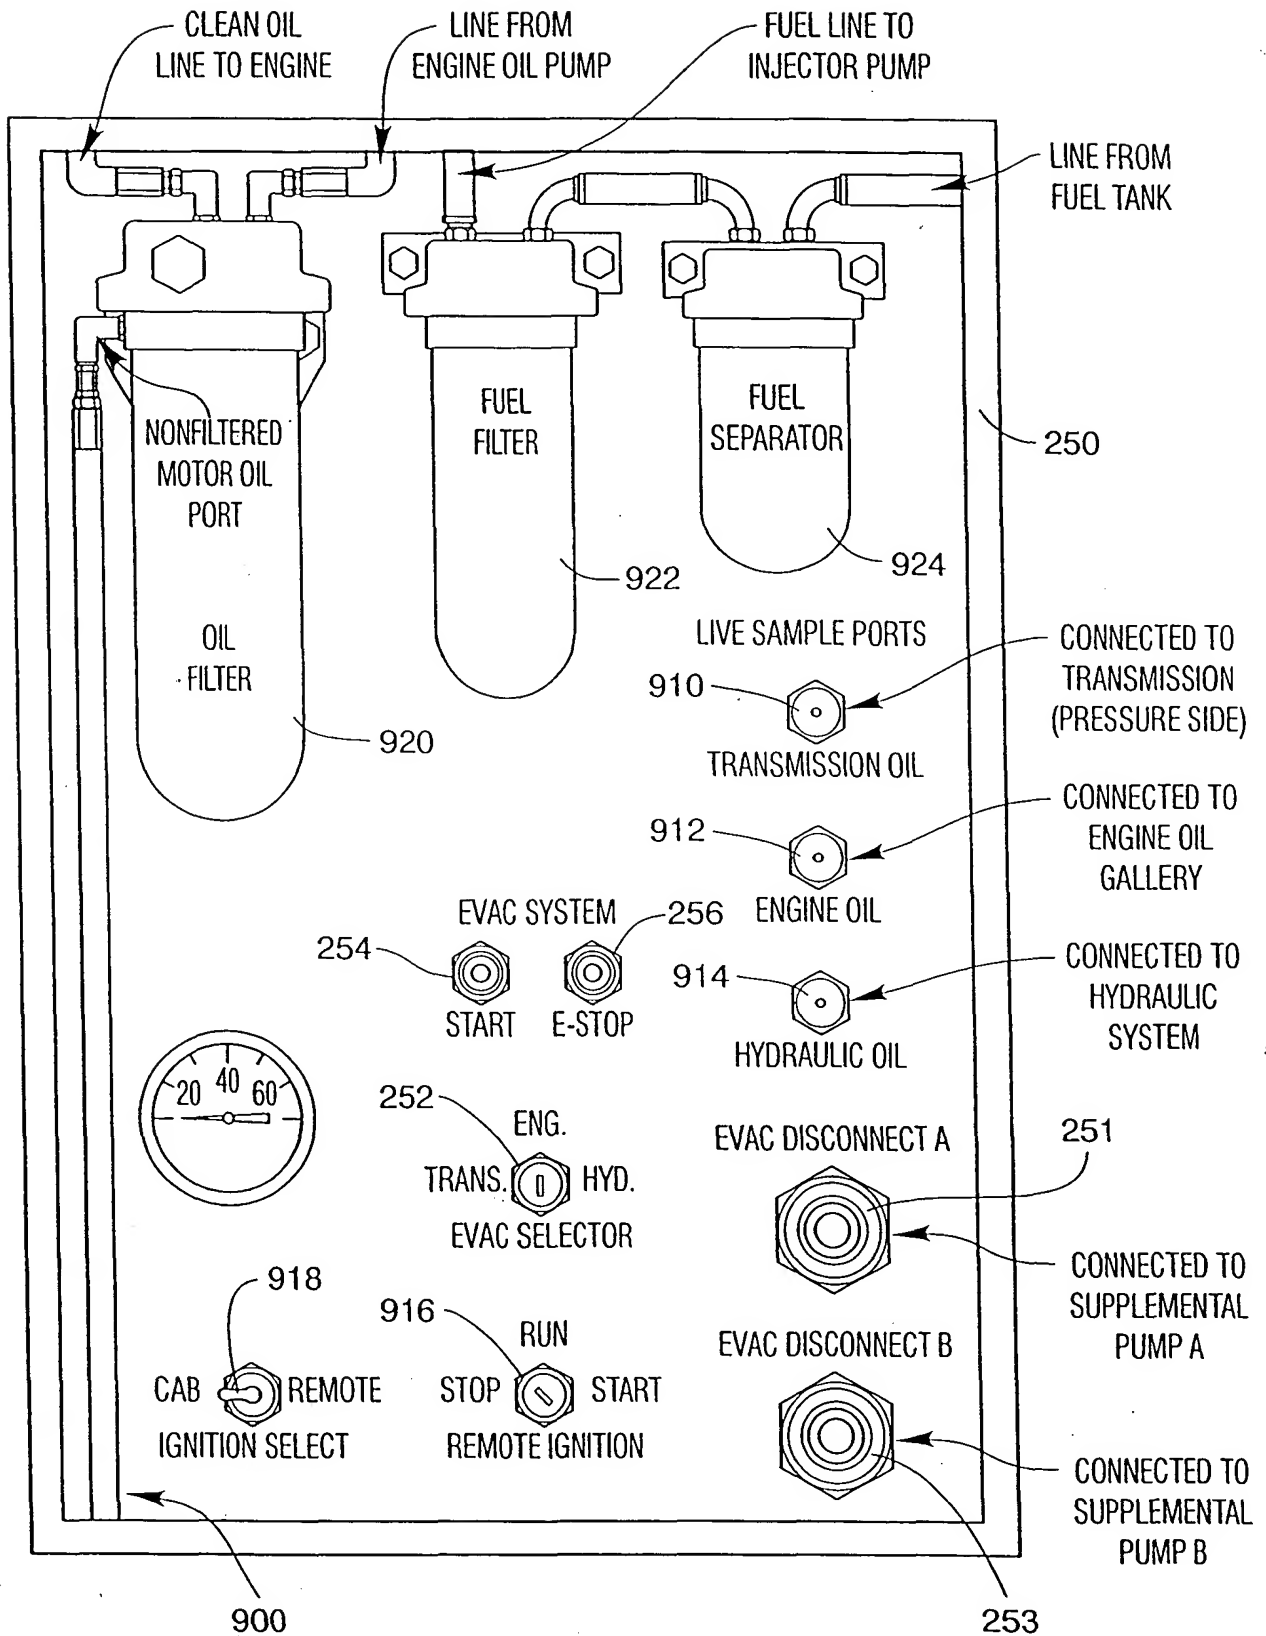 CLEAN OIL
LINE TO ENGINE
LINE FROM
ENGINE OIL PUMP
FUEL LINE TO
INJECTOR PUMP
LINE FROM
FUEL TANK
NONFILTERED
MOTOR OIL
PORT
OIL
FILTER
FUEL
FILTER
FUEL
SEPARATOR
250
924
922
920
LIVE SAMPLE PORTS
910
TRANSMISSION OIL
CONNECTED TO
TRANSMISSION
(PRESSURE SIDE)
912
ENGINE OIL
CONNECTED TO
ENGINE OIL
GALLERY
EVAC SYSTEM
254
256
START
E-STOP
914
HYDRAULIC OIL
CONNECTED TO
HYDRAULIC
SYSTEM
20 40 60
252
ENG.
TRANS.
HYD.
EVAC SELECTOR
EVAC DISCONNECT A
251
CONNECTED TO
SUPPLEMENTAL
PUMP A
918
CAB
REMOTE
IGNITION SELECT
916
RUN
STOP
START
REMOTE IGNITION
EVAC DISCONNECT B
CONNECTED TO
SUPPLEMENTAL
PUMP B
900
253